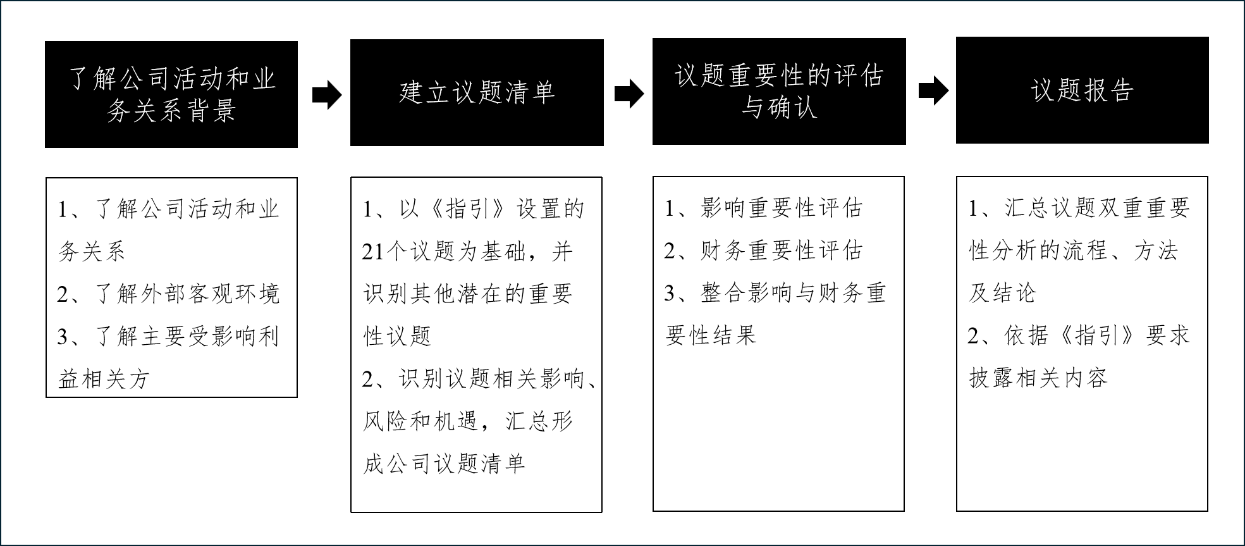 了解公司活动和业
务关系背景
建立议题清单
议题重要性的评估
与确认
议题报告
1、了解公司活动和业
务关系
2、了解外部客观环境
3、了解主要受影响利
益相关方
1、以《指引》设置的
21个议题为基础，并
识别其他潜在的重要
性议题
2、识别议题相关影响、
风险和机遇，汇总形
成公司议题清单
1、影响重要性评估
2、财务重要性评估
3、整合影响与财务重
要性结果
1、汇总议题双重重要
性分析的流程、方法
及结论
2、依据《指引》要求
披露相关内容